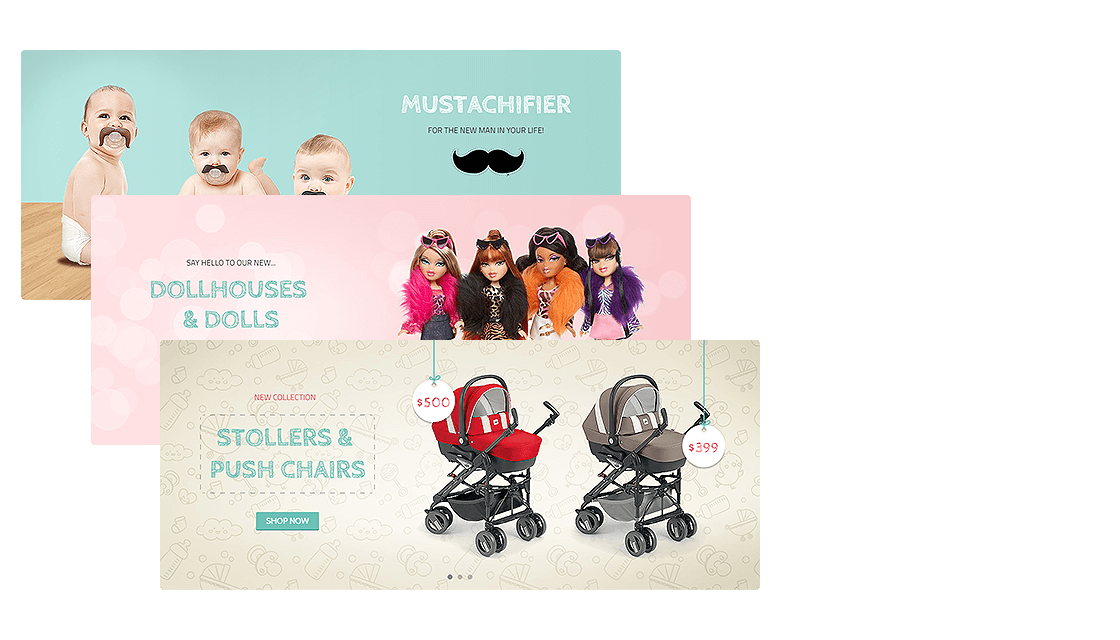 MUSTACHIFIER
FOR THE NEW MAN IN YOUR LIFE!
SAY HELLO TO OUR NEW...
DOLLHOUSES
& DOLLS
NEW COLLECTION
STOLLERS &
PUSH CHAIRS
SHOP NOW
$500
$399